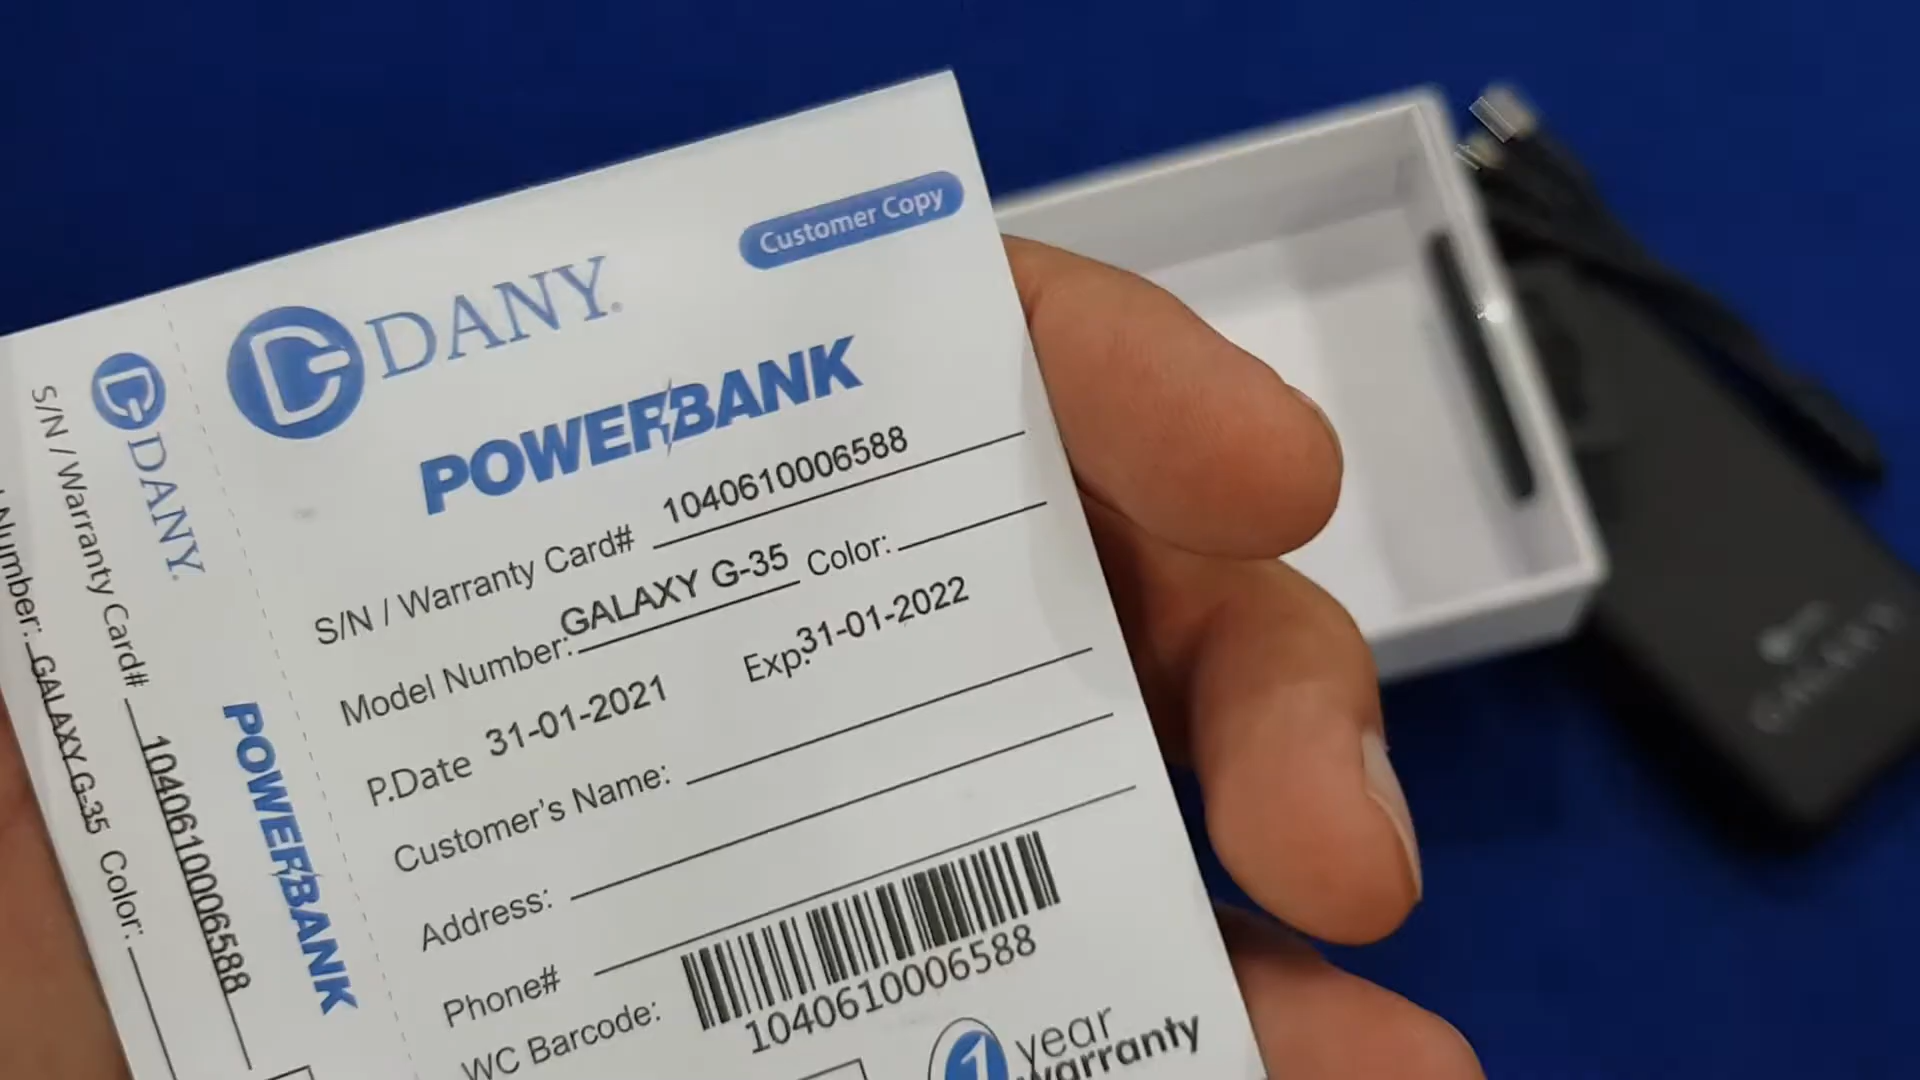 Customer Copy
DANY
POWERBANK
S/N / Warranty Card# 1040610006588
Model Number: GALAXY G-35 Color:
P.Date 31-01-2021 Exp: 31-01-2022
Customer's Name:
Address:
Phone#
WC Barcode:
1040610006588
1 year
warranty
DANY
POWERBANK
S/N / Warranty Card# 1040610006588
Number: GALAXY G-35 Color:
GALAXY